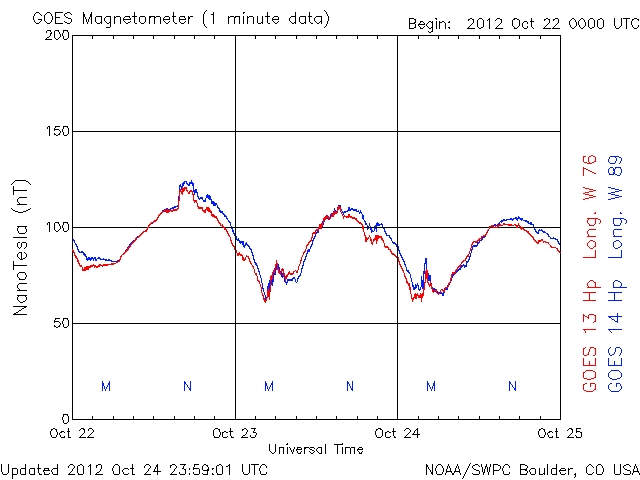 GOES Magnetometer (1 minute data)
Begin: 2012 Oct 22 0000 UTC
200
150
100
50
0
NanoTesla (nT)
M N M N M N
Oct 22 Oct 23 Oct 24 Oct 25
Universal Time
GOES 13 Hp Long. W 76
GOES 14 Hp Long. W 89
Updated 2012 Oct 24 23:59:01 UTC
NOAA/SWPC Boulder, CO USA